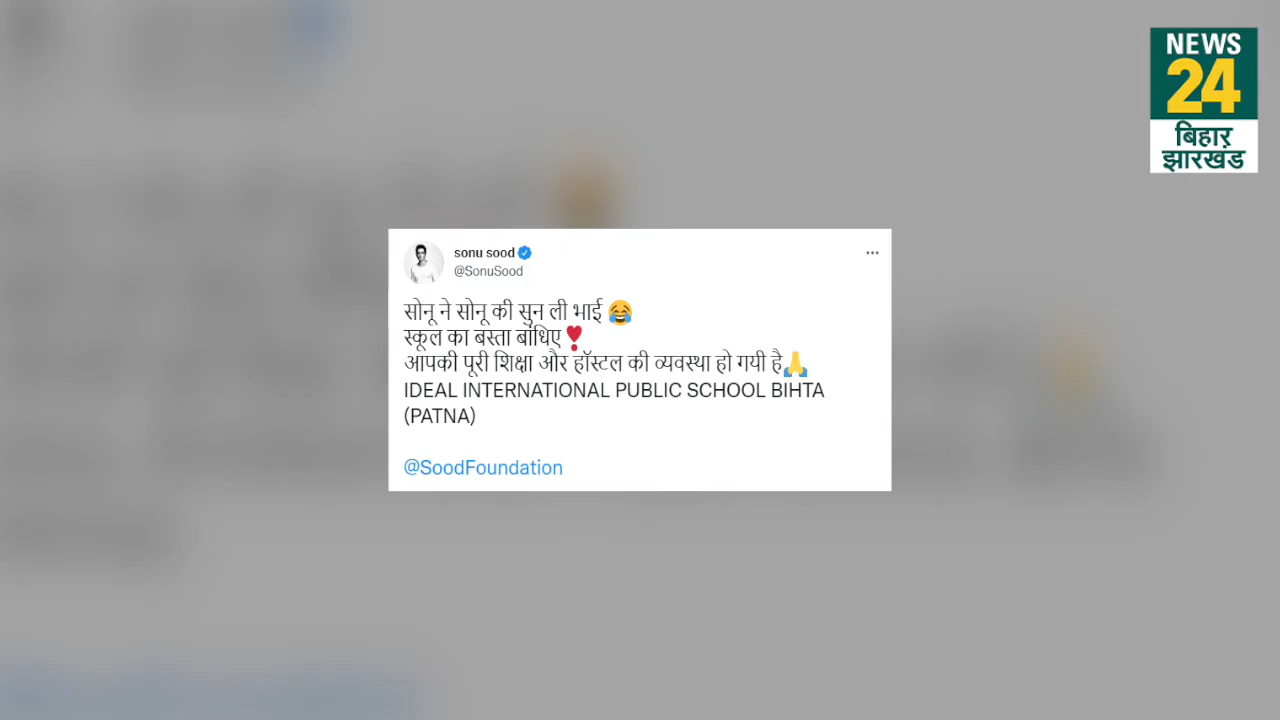 NEWS
24
बिहार
झारखंड
sonu sood
@SonuSood
सोनू ने सोनू की सुन ली भाई 😂
स्कूल का बस्ता बांधिए❣️
आपकी पूरी शिक्षा और हॉस्टल की व्यवस्था हो गयी है🙏
IDEAL INTERNATIONAL PUBLIC SCHOOL BIHTA
(PATNA)
@SoodFoundation